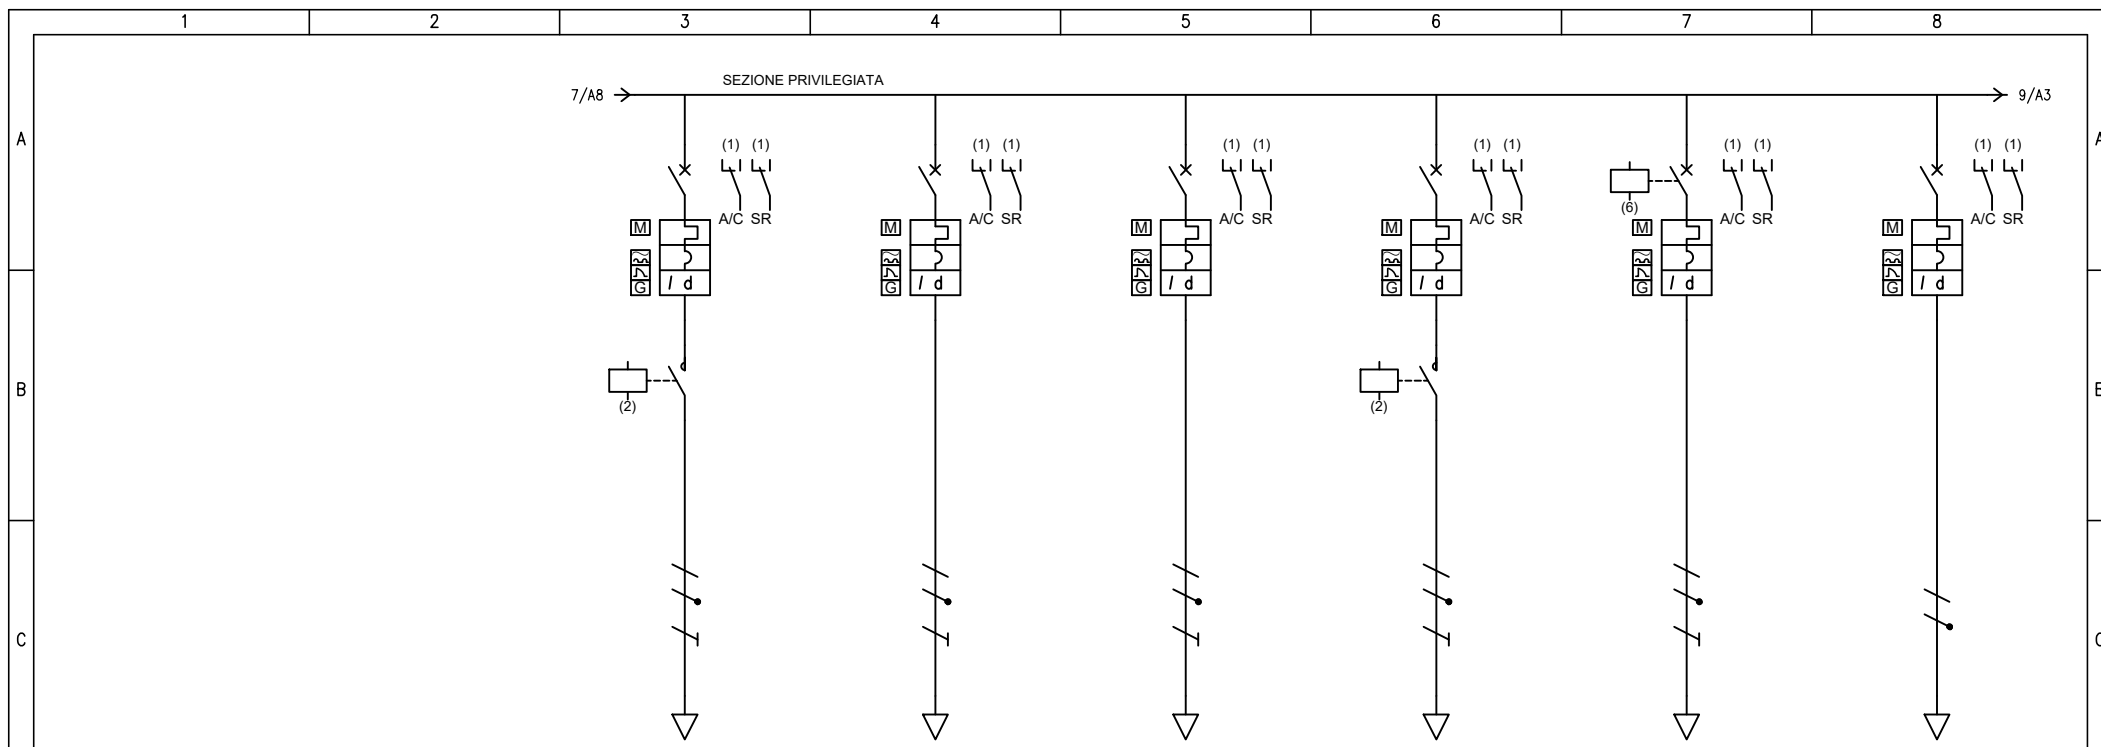 1 2 3 4 5 6 7 8
SEZIONE PRIVILEGIATA
7/A8 9/A3
A A
(1) (1) (1) (1) (1) (1) (1) (1) (1) (1) (1) (1)
(6)
A/C SR A/C SR A/C SR A/C SR A/C SR A/C SR
M M M M M M
G I d G I d G I d G I d G I d G I d
B B
(2) (2)
C C